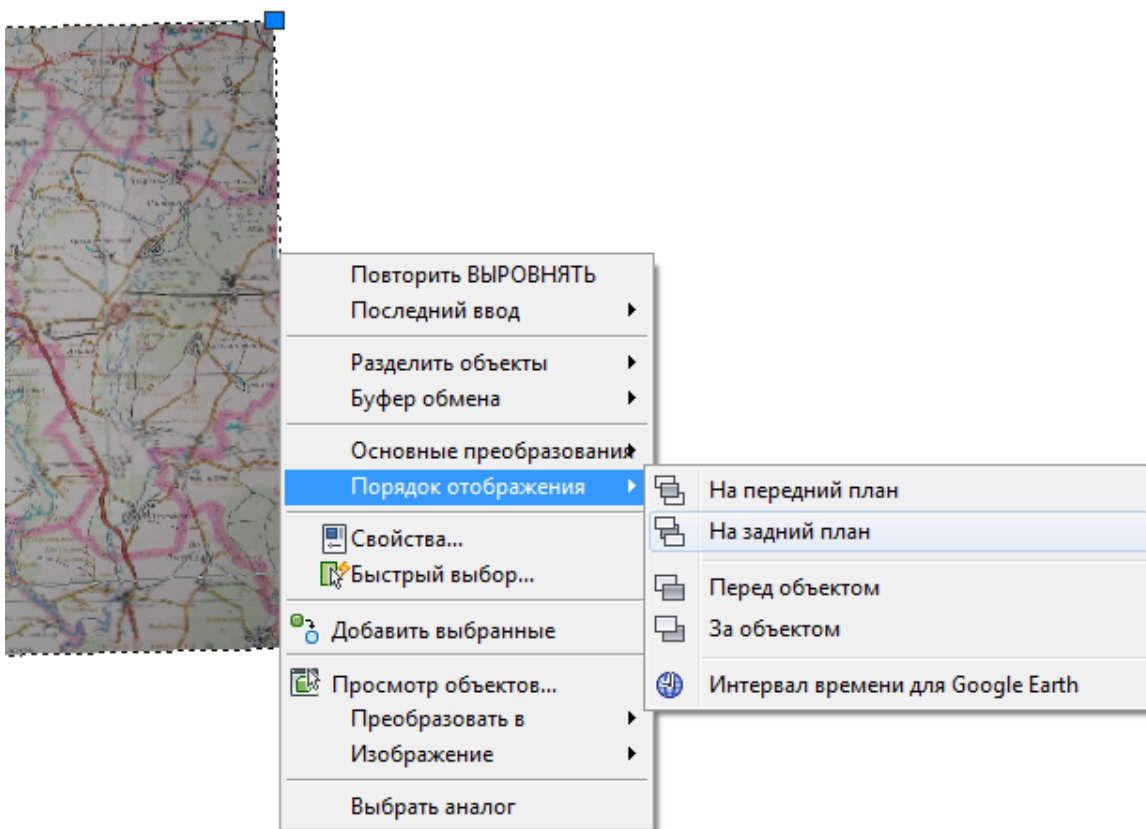 Повторить ВЫРОВНЯТЬ
Последний ввод
Разделить объекты
Буфер обмена
Основные преобразования
Порядок отображения
Свойства...
Быстрый выбор...
Добавить выбранные
Просмотр объектов...
Преобразовать в
Изображение
Выбрать аналог
На передний план
На задний план
Перед объектом
За объектом
Интервал времени для Google Earth